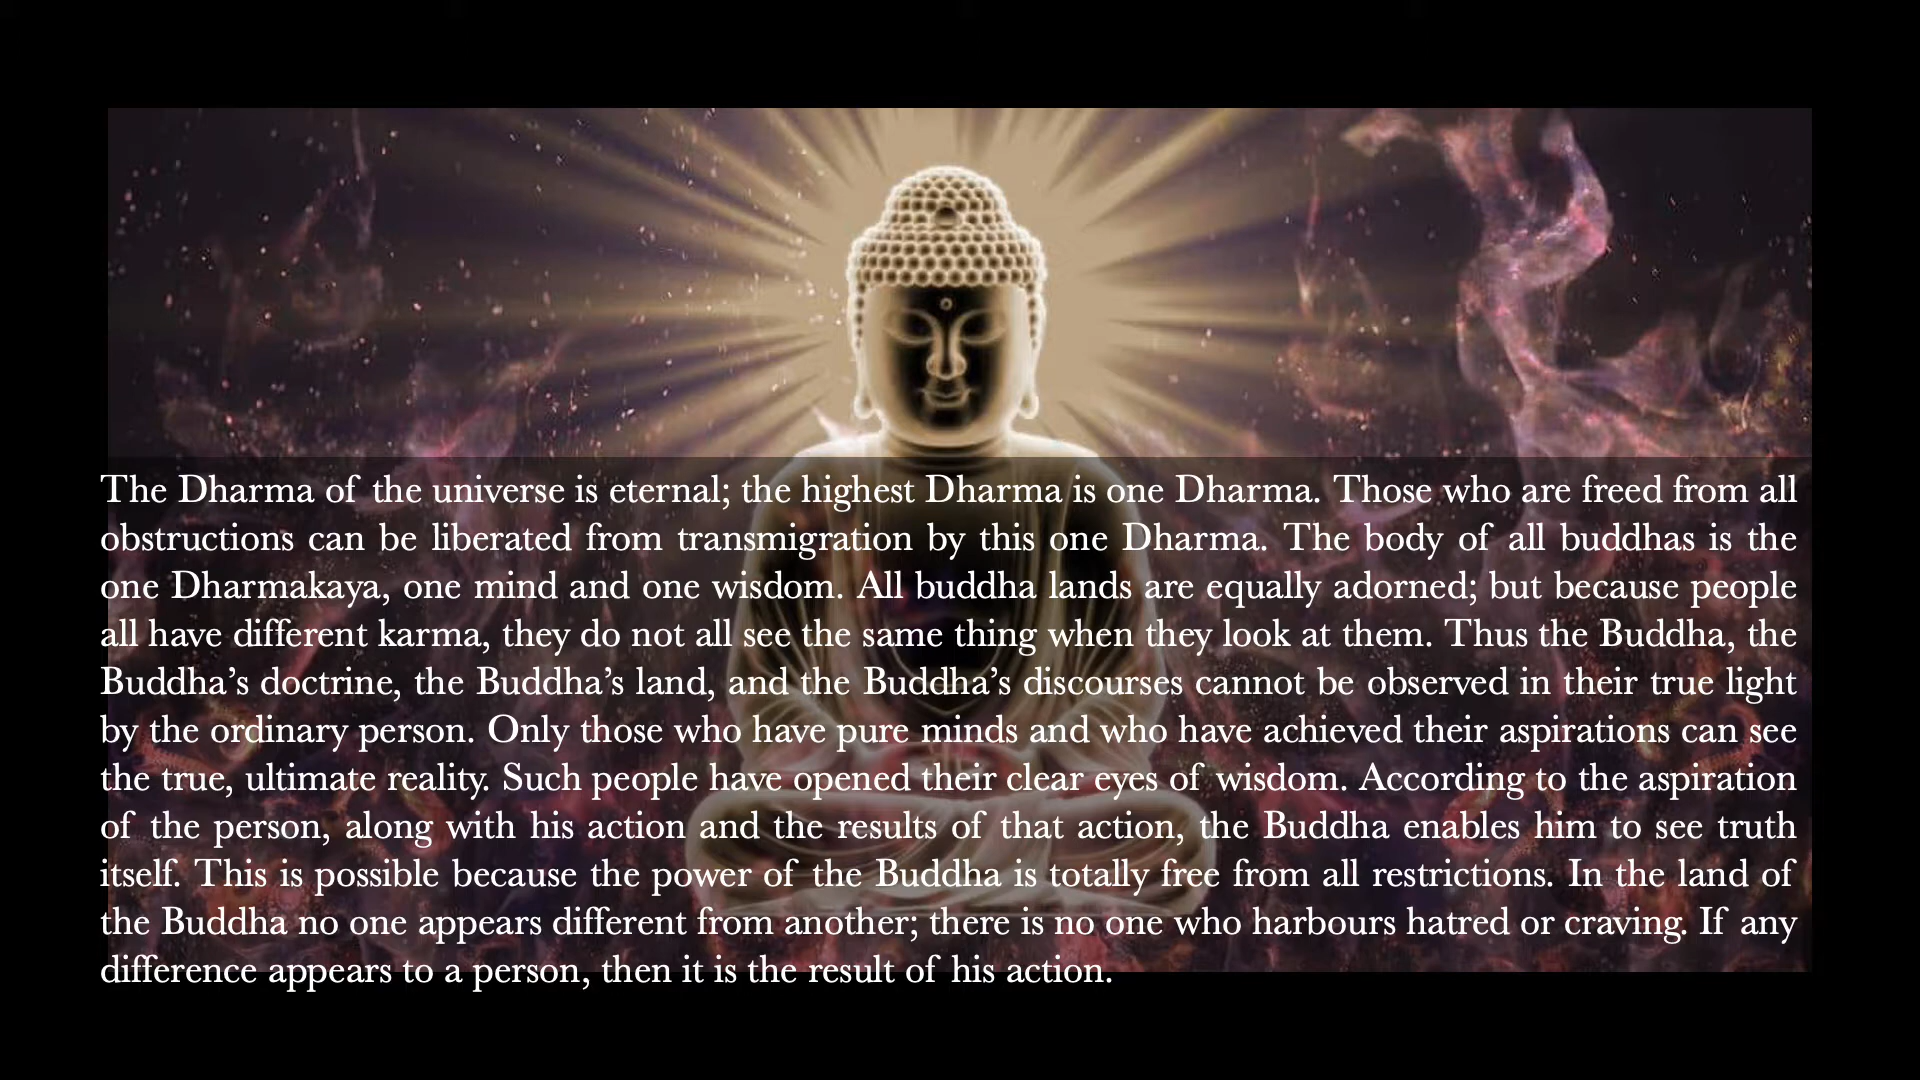 The Dharma of the universe is eternal; the highest Dharma is one Dharma. Those who are freed from all
obstructions can be liberated from transmigration by this one Dharma. The body of all buddhas is the
one Dharmakaya, one mind and one wisdom. All buddha lands are equally adorned; but because people
all have different karma, they do not all see the same thing when they look at them. Thus the Buddha, the
Buddha’s doctrine, the Buddha’s land, and the Buddha’s discourses cannot be observed in their true light
by the ordinary person. Only those who have pure minds and who have achieved their aspirations can see
the true, ultimate reality. Such people have opened their clear eyes of wisdom. According to the aspiration
of the person, along with his action and the results of that action, the Buddha enables him to see truth
itself. This is possible because the power of the Buddha is totally free from all restrictions. In the land of
the Buddha no one appears different from another; there is no one who harbours hatred or craving. If any
difference appears to a person, then it is the result of his action.